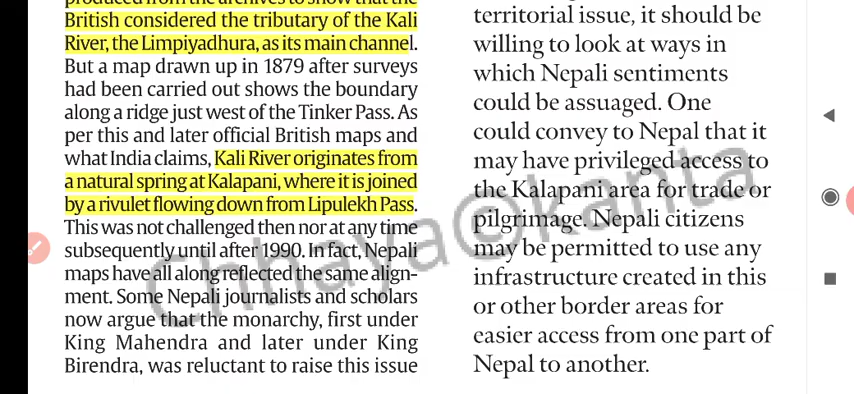 produced from the archives to show that the
British considered the tributary of the Kali
River, the Limpiyadhura, as its main channel.
But a map drawn up in 1879 after surveys
had been carried out shows the boundary
along a ridge just west of the Tinker Pass. As
per this and later official British maps and
what India claims, Kali River originates from
a natural spring at Kalapani, where it is joined
by a rivulet flowing down from Lipulekh Pass.
This was not challenged then nor at any time
subsequently until after 1990. In fact, Nepali
maps have all along reflected the same align-
ment. Some Nepali journalists and scholars
now argue that the monarchy, first under
King Mahendra and later under King
Birendra, was reluctant to raise this issue
territorial issue, it should be
willing to look at ways in
which Nepali sentiments
could be assuaged. One
could convey to Nepal that it
may have privileged access to
the Kalapani area for trade or
pilgrimage. Nepali citizens
may be permitted to use any
infrastructure created in this
or other border areas for
easier access from one part of
Nepal to another.
Chhaya©kanta